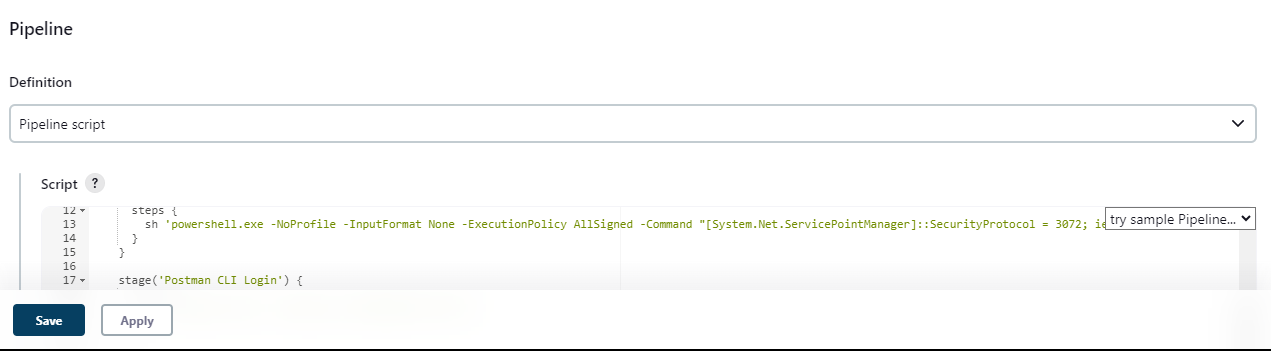 Pipeline
Definition
Pipeline script
Script ?
try sample Pipeline...
12 steps {
13 sh 'powershell.exe -NoProfile -InputFormat None -ExecutionPolicy AllSigned -Command "[System.Net.ServicePointManager]::SecurityProtocol = 3072; ie
14 }
15 }
16
17 stage('Postman CLI Login') {
Save
Apply